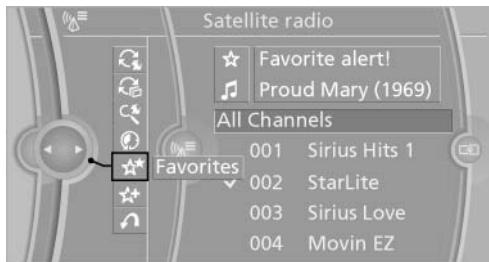 Satellite radio
Favorite alert!
Proud Mary (1969)
All Channels
001 Sirius Hits 1
Favorites
002 StarLite
003 Sirius Love
004 Movin EZ